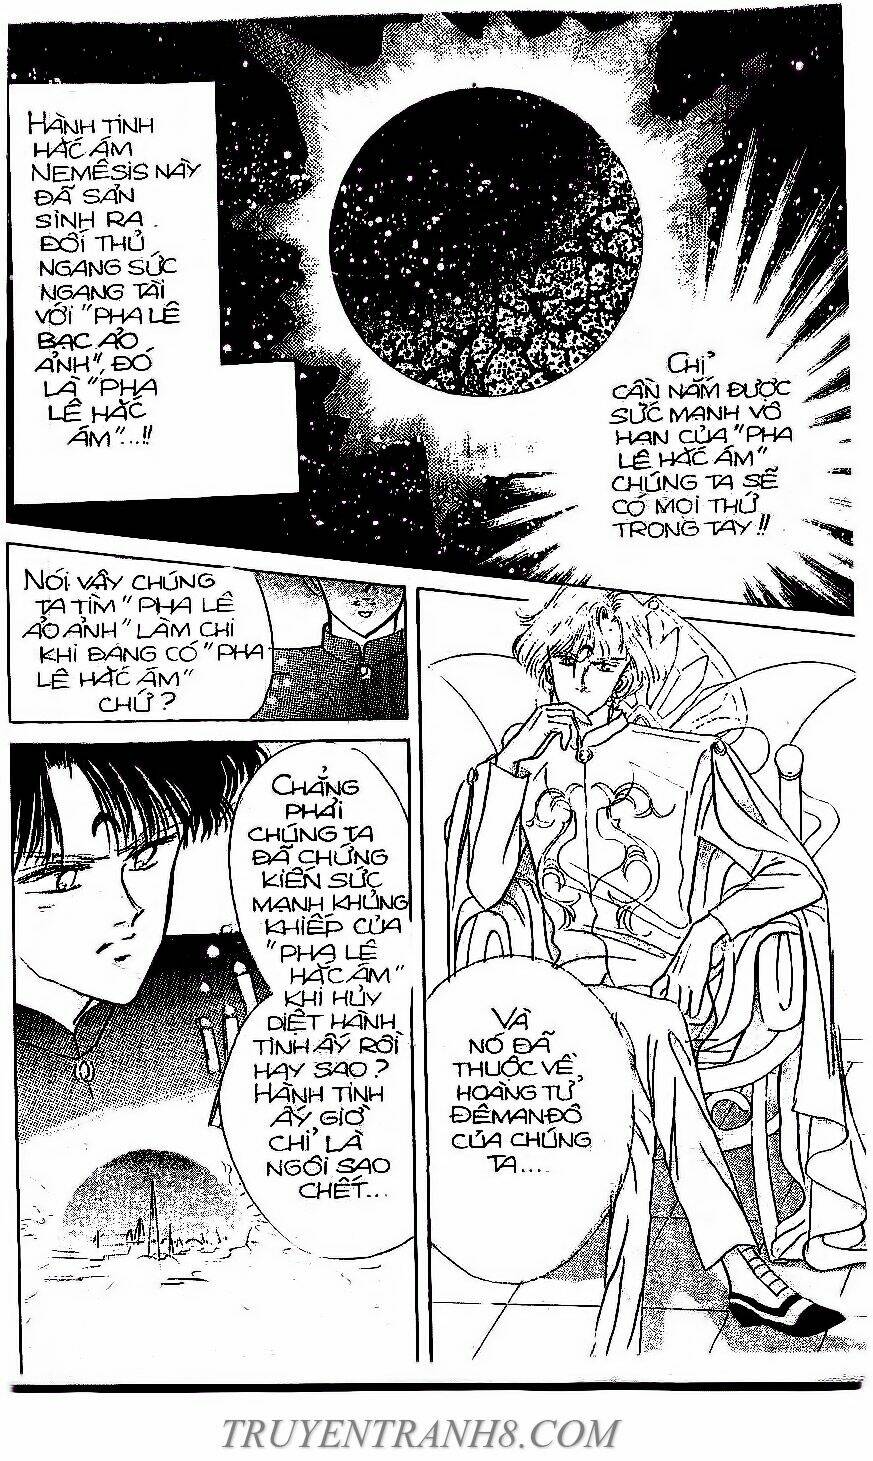 HÀNH TINH
HẮC ÁM
NEMÊSIS NÀY
ĐÃ SẢN
SINH RA
ĐỐI THỦ
NGANG SỨC
NGANG TÀI
VỚI "PHA LÊ
BẠC ẢO
ẢNH", ĐÓ
LÀ "PHA
LÊ HẮC
ÁM"...!!
CHỈ
CẦN NẮM ĐƯỢC
SỨC MẠNH VÔ
HẠN CỦA "PHA
LÊ HẮC ÁM"
CHÚNG TA SẼ
CÓ MỌI THỨ
TRONG TAY!!
NÓI VẬY CHÚNG
TA TÌM "PHA LÊ
ẢO ẢNH" LÀM CHI
KHI ĐANG CÓ "PHA
LÊ HẮC ÁM"
CHỨ?
CHẲNG
PHẢI
CHÚNG TA
ĐÃ CHỨNG
KIẾN SỨC
MẠNH KHỦNG
KHIẾP CỦA
"PHA LÊ
HẮC ÁM"
KHI HỦY
DIỆT HÀNH
TINH ẤY RỒI
HAY SAO?
HÀNH TINH
ẤY GIỜ
CHỈ LÀ
NGÔI SAO
CHẾT...
VÀ
NÓ ĐÃ
THUỘC VỀ
HOÀNG TỬ
ĐÊMANĐÔ
CỦA CHÚNG
TA....
TRUYENTRANH8.COM